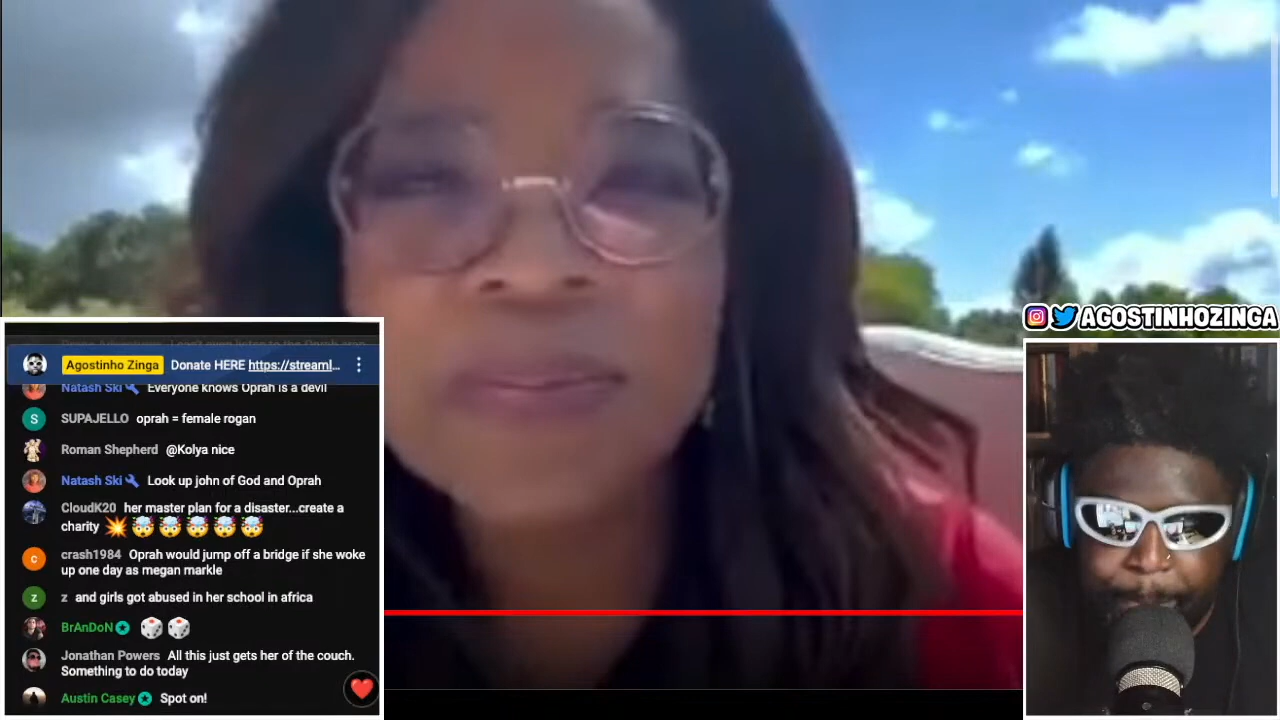 Agostinho Zinga Donate HERE https://streaml...
Natash Ski Everyone knows Oprah is a devil
S SUPAJELLO oprah = female rogan
Roman Shepherd @Kolya nice
Natash Ski Look up john of God and Oprah
CloudK20 her master plan for a disaster...create a
charity
c crash1984 Oprah would jump off a bridge if she woke
up one day as megan markle
z z and girls got abused in her school in africa
BrAnDoN
Jonathan Powers All this just gets her of the couch.
Something to do today
Austin Casey Spot on!
AGOSTINHOZINGA